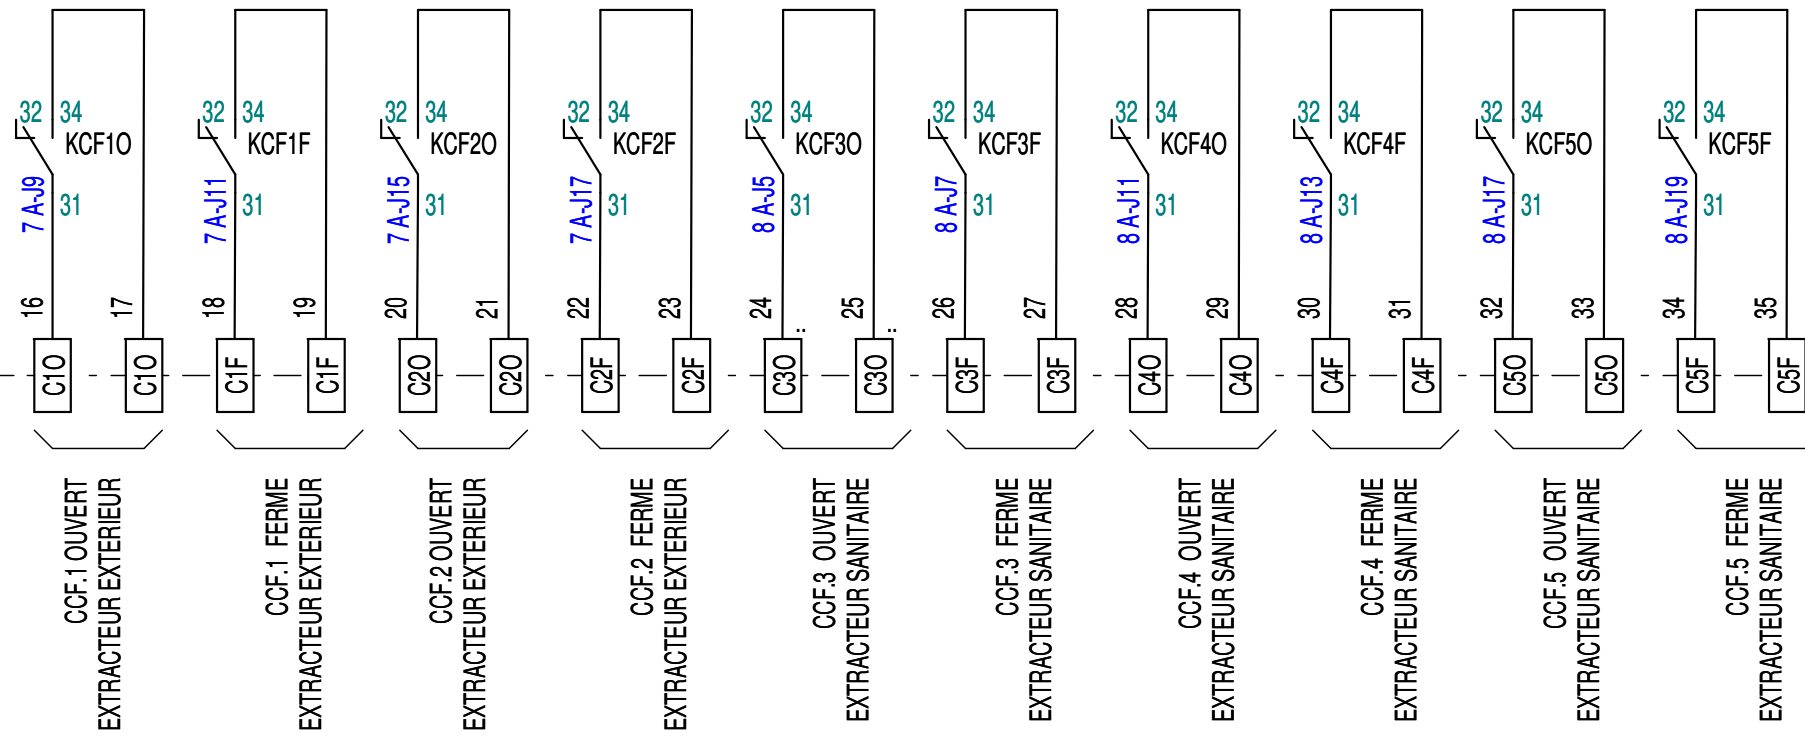 32 34 32 34 32 34 32 34 32 34 32 34 32 34 32 34 32 34 32 34
KCF1O KCF1F KCF2O KCF2F KCF3O KCF3F KCF4O KCF4F KCF5O KCF5F
7 A-J9 31 7 A-J11 31 7 A-J15 31 7 A-J17 31 8 A-J5 31 8 A-J7 31 8 A-J11 31 8 A-J13 31 8 A-J17 31 8 A-J19 31
16 17 18 19 20 21 22 23 24 25 26 27 28 29 30 31 32 33 34 35
C1O C1O C1F C1F C2O C2O C2F C2F C3O C3O C3F C3F C4O C4O C4F C4F C5O C5O C5F C5F
CCF.1 OUVERT
EXTRACTEUR EXTERIEUR
CCF.1 FERME
EXTRACTEUR EXTERIEUR
CCF.2 OUVERT
EXTRACTEUR EXTERIEUR
CCF.2 FERME
EXTRACTEUR EXTERIEUR
CCF.3 OUVERT
EXTRACTEUR SANITAIRE
CCF.3 FERME
EXTRACTEUR SANITAIRE
CCF.4 OUVERT
EXTRACTEUR SANITAIRE
CCF.4 FERME
EXTRACTEUR SANITAIRE
CCF.5 OUVERT
EXTRACTEUR SANITAIRE
CCF.5 FERME
EXTRACTEUR SANITAIRE